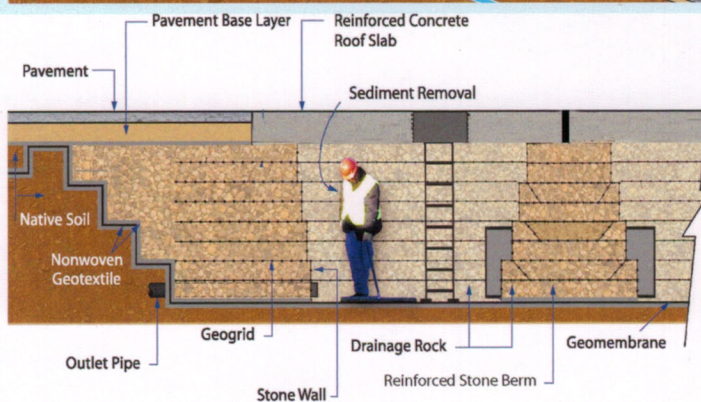 Pavement Base Layer
Reinforced Concrete
Roof Slab
Pavement
Sediment Removal
Native Soil
Nonwoven
Geotextile
Geogrid
Drainage Rock
Geomembrane
Outlet Pipe
Reinforced Stone Berm
Stone Wall